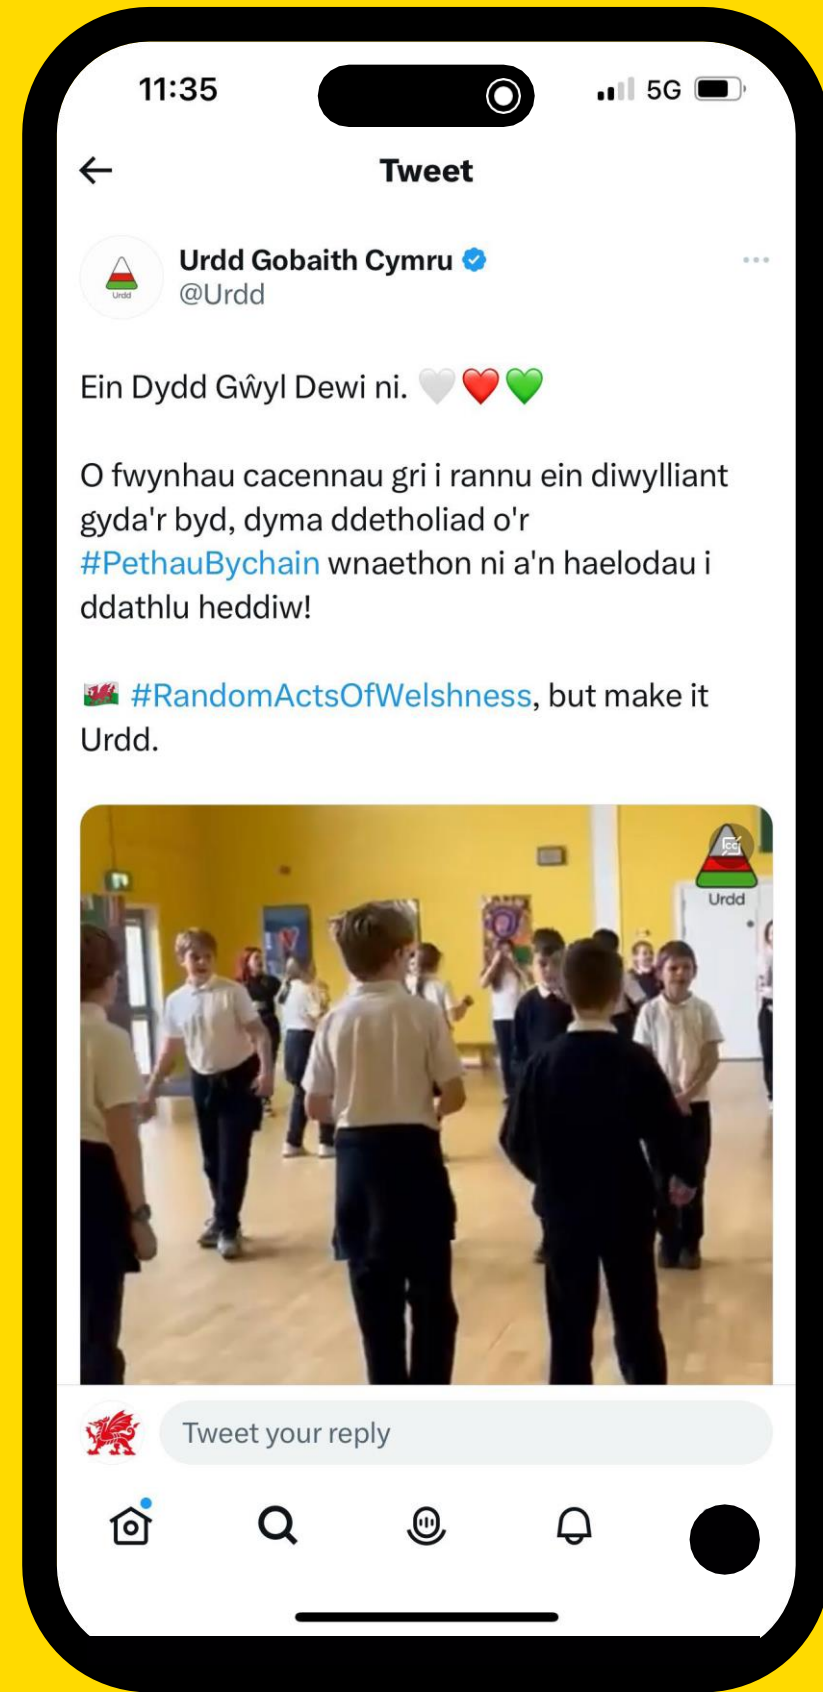 11:35
5G
Tweet
Urdd Gobaith Cymru
@Urdd
Urdd
Ein Dydd Gŵyl Dewi ni. 🤍❤️💚
O fwynhau cacennau gri i rannu ein diwylliant
gyda'r byd, dyma ddetholiad o'r
#PethauBychain wnaethon ni a'n haelodau i
ddathlu heddiw!
🏴󠁧󠁢󠁷󠁬󠁳󠁿 #RandomActsOfWelshness, but make it
Urdd.
cc
Urdd
Tweet your reply